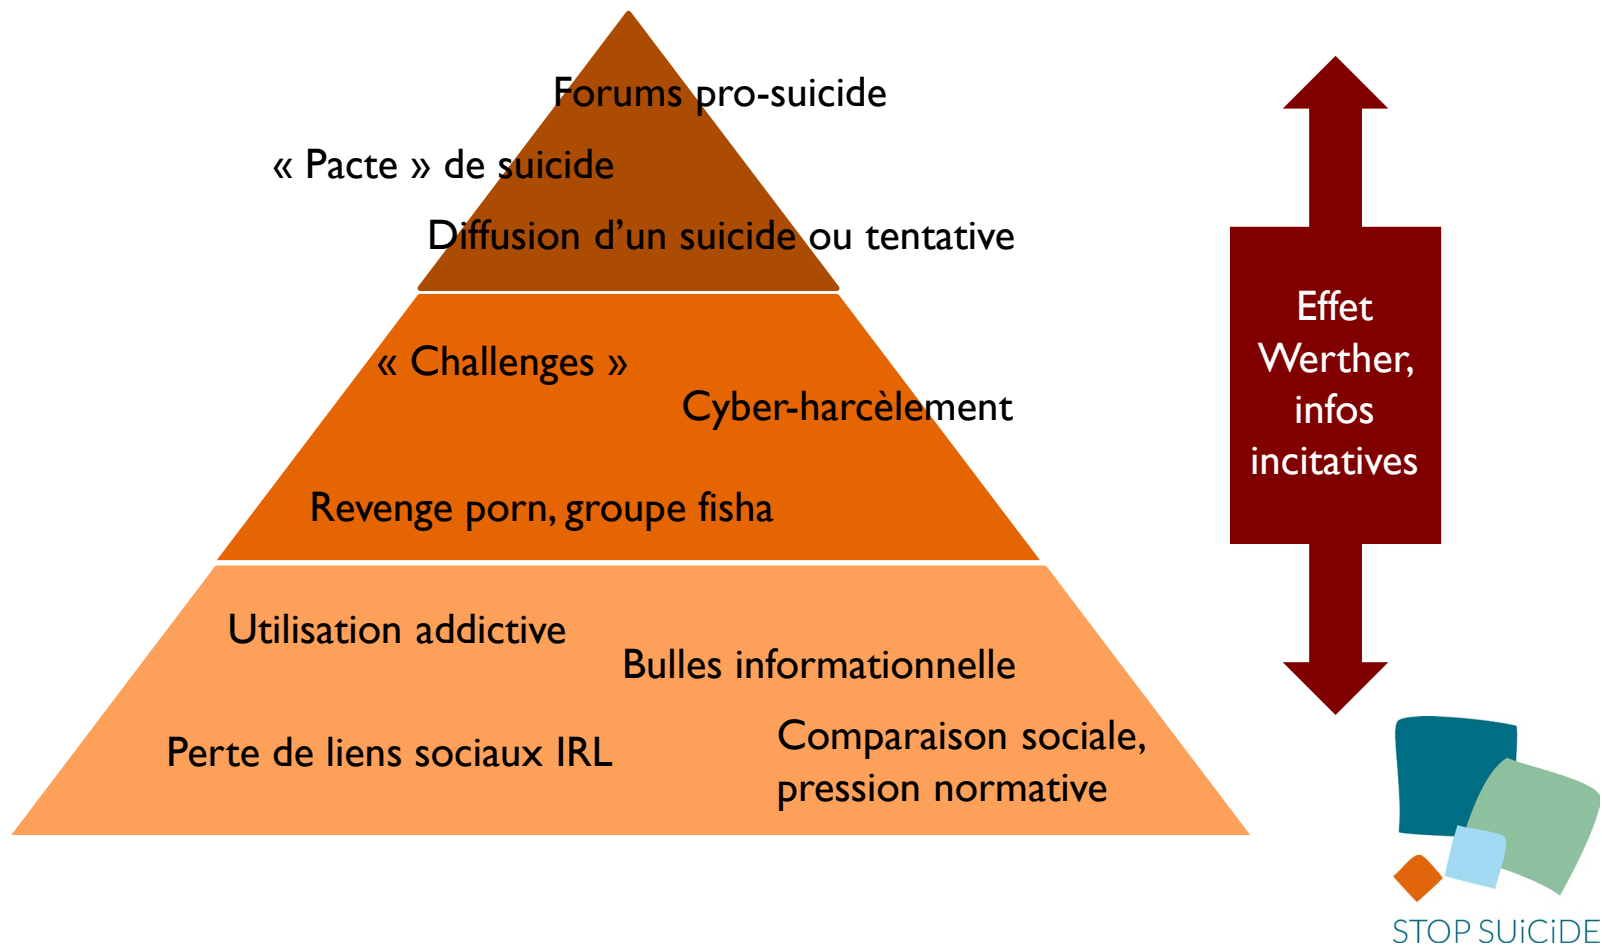 Forums pro-suicide
« Pacte » de suicide
Diffusion d’un suicide ou tentative
« Challenges »
Cyber-harcèlement
Revenge porn, groupe fisha
Utilisation addictive
Bulles informationnelle
Perte de liens sociaux IRL
Comparaison sociale,
pression normative
Effet
Werther,
infos
incitatives
STOP SUiCiDE